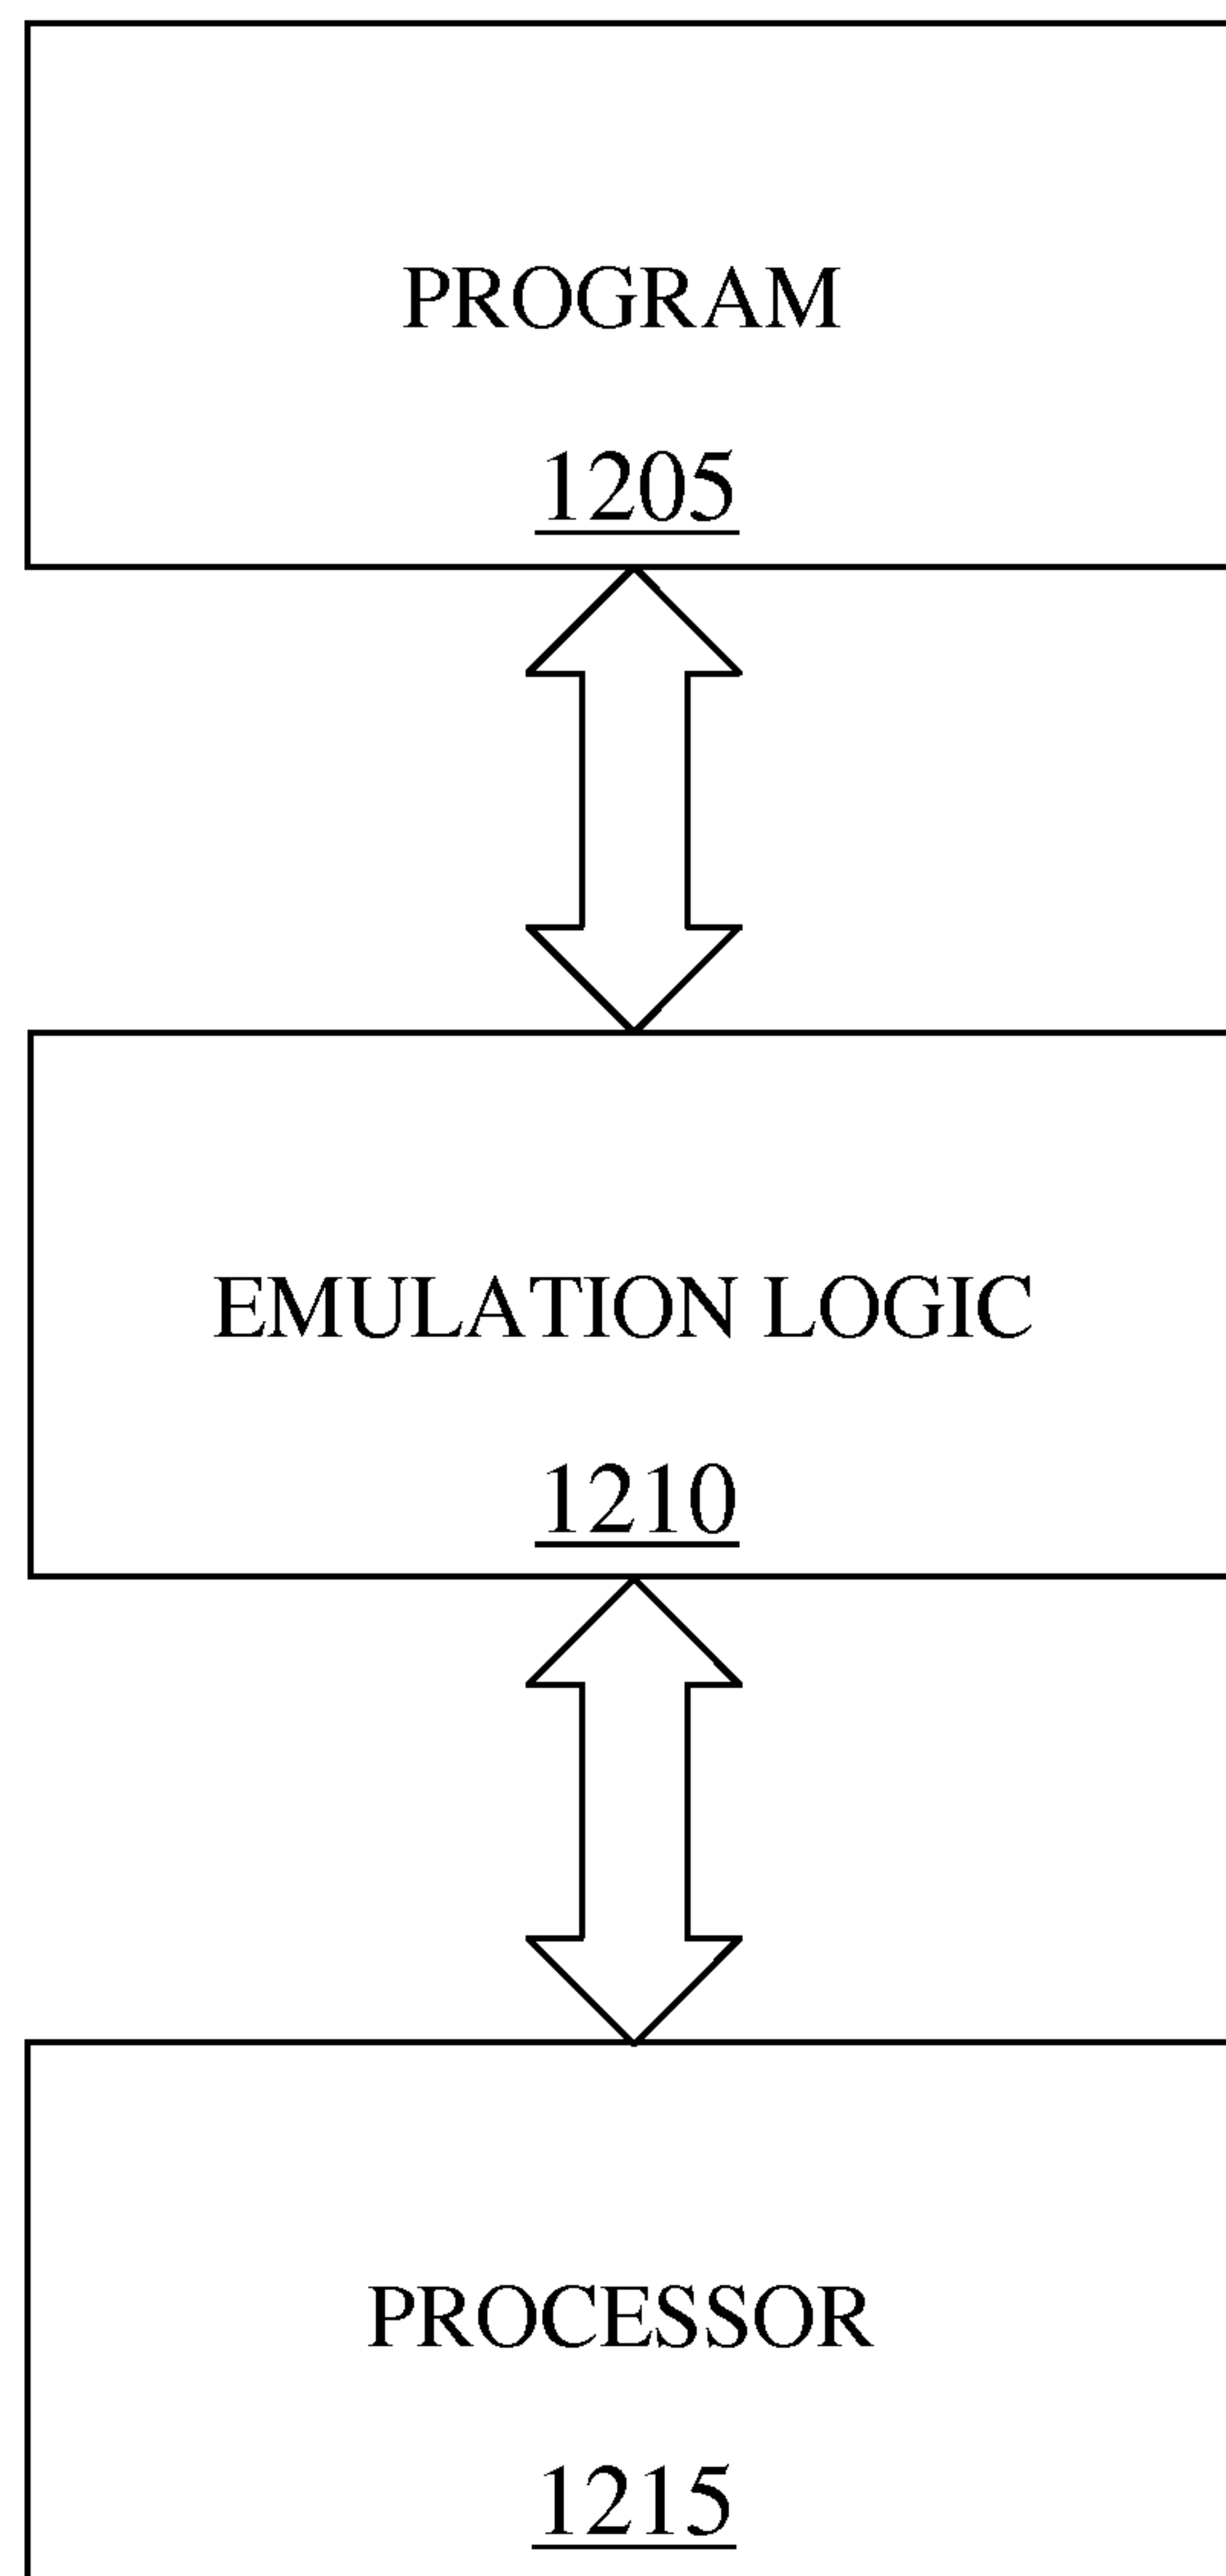 PROGRAM
1205
EMULATION LOGIC
1210
PROCESSOR
1215